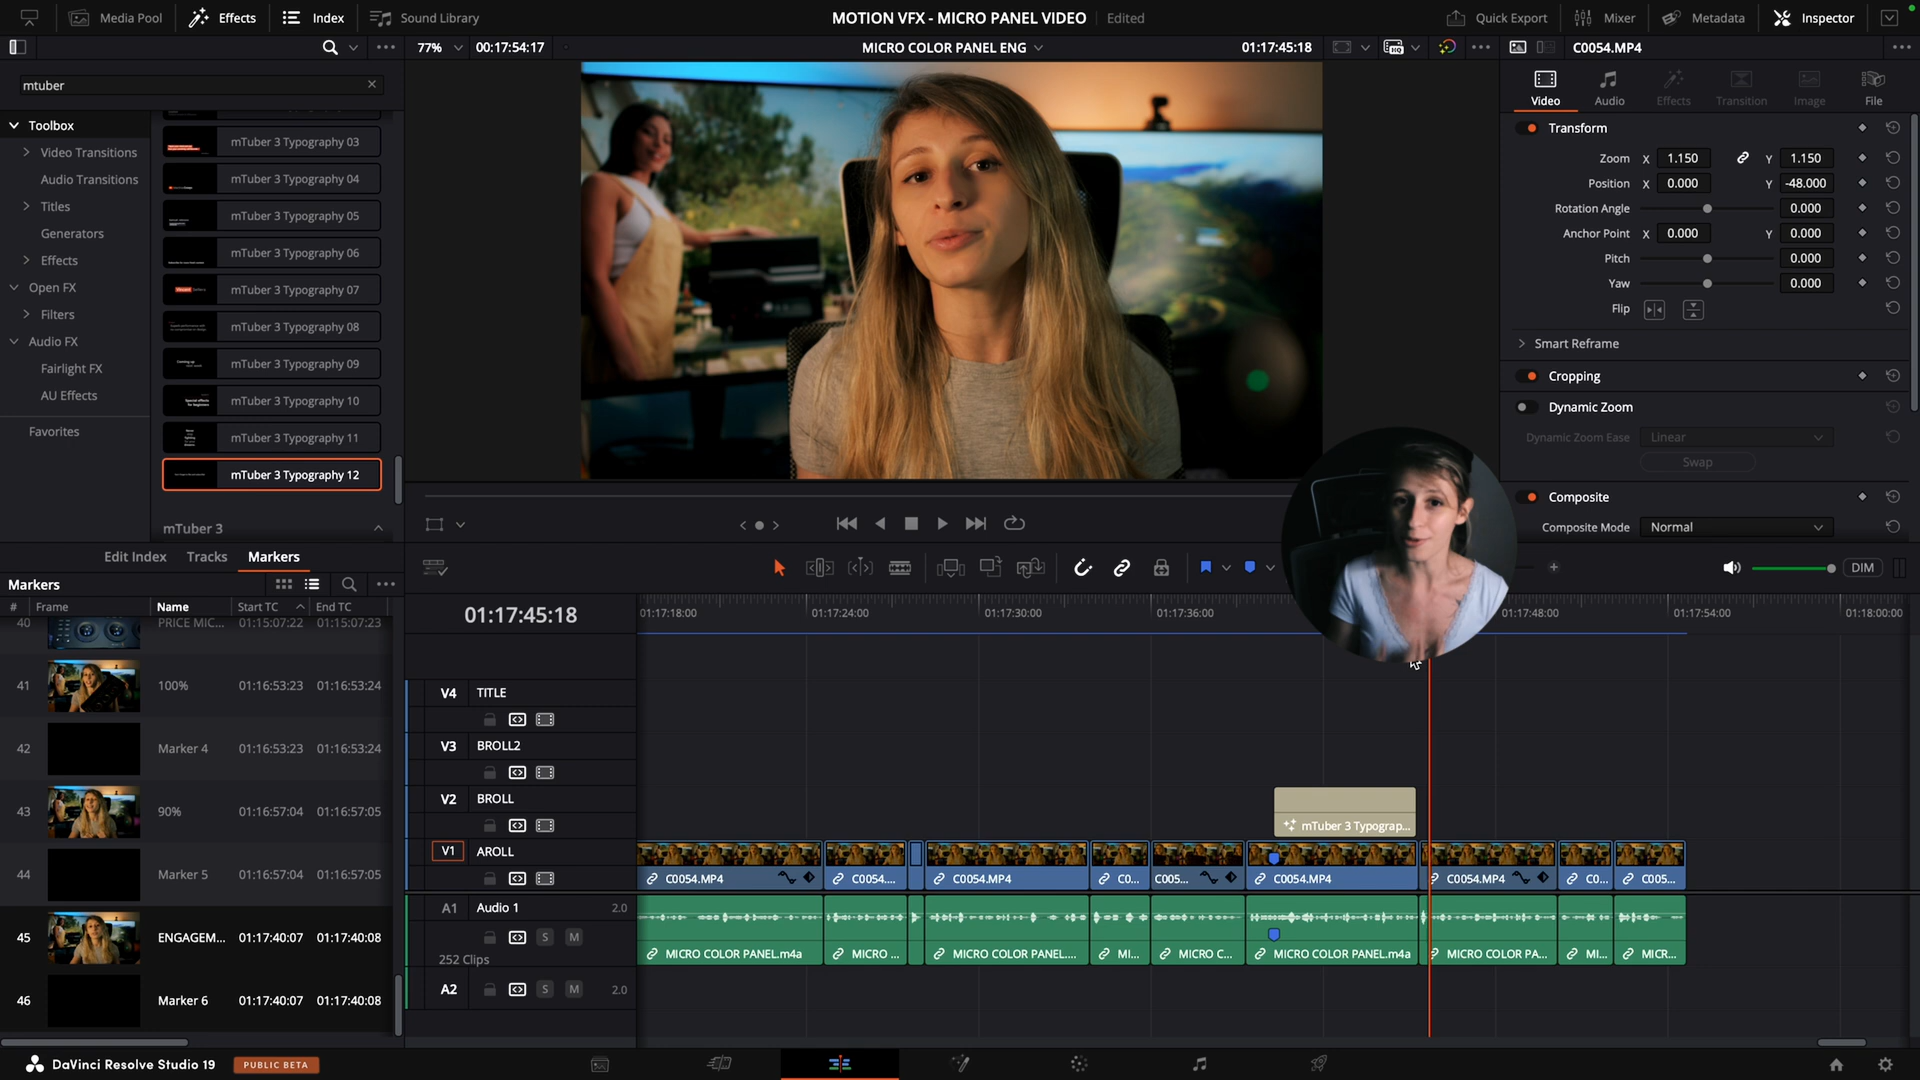 Media Pool
Effects
Index
Sound Library
MOTION VFX - MICRO PANEL VIDEO
Edited
Quick Export
Mixer
Metadata
Inspector
77%
00:17:54:17
MICRO COLOR PANEL ENG
01:17:45:18
C0054.MP4
mtuber
Toolbox
Video Transitions
Audio Transitions
Titles
Generators
Effects
Open FX
Filters
Audio FX
Fairlight FX
AU Effects
Favorites
mTuber 3 Typography 03
mTuber 3 Typography 04
mTuber 3 Typography 05
mTuber 3 Typography 06
mTuber 3 Typography 07
mTuber 3 Typography 08
mTuber 3 Typography 09
mTuber 3 Typography 10
mTuber 3 Typography 11
mTuber 3 Typography 12
mTuber 3
Video
Audio
Effects
Transition
Image
File
Transform
Zoom X 1.150 Y 1.150
Position X 0.000 Y -48.000
Rotation Angle 0.000
Anchor Point X 0.000 Y 0.000
Pitch 0.000
Yaw 0.000
Flip
Smart Reframe
Cropping
Dynamic Zoom
Dynamic Zoom Ease Linear
Swap
Composite
Composite Mode Normal
Edit Index
Tracks
Markers
Markers
# Frame Name Start TC End TC
40 PRICE MIC... 01:15:07:22 01:15:07:23
41 100% 01:16:53:23 01:16:53:24
42 Marker 4 01:16:53:23 01:16:53:24
43 90% 01:16:57:04 01:16:57:05
44 Marker 5 01:16:57:04 01:16:57:05
45 ENGAGEM... 01:17:40:07 01:17:40:08
46 Marker 6 01:17:40:07 01:17:40:08
DIM
01:17:45:18
01:17:18:00
01:17:24:00
01:17:30:00
01:17:36:00
01:17:48:00
01:17:54:00
01:18:00:00
V4 TITLE
V3 BROLL2
V2 BROLL
mTuber 3 Typograp...
V1 AROLL
C0054.MP4
C0054....
C0054.MP4
C0...
C005...
C0054.MP4
C0054.MP4
C0...
C005...
A1 Audio 1 2.0
S M
252 Clips
MICRO COLOR PANEL.m4a
MICRO ...
MICRO COLOR PANEL....
MI...
MICRO C...
MICRO COLOR PANEL.m4a
MICRO COLOR PA...
MI...
MICR...
A2 S M 2.0
DaVinci Resolve Studio 19
PUBLIC BETA